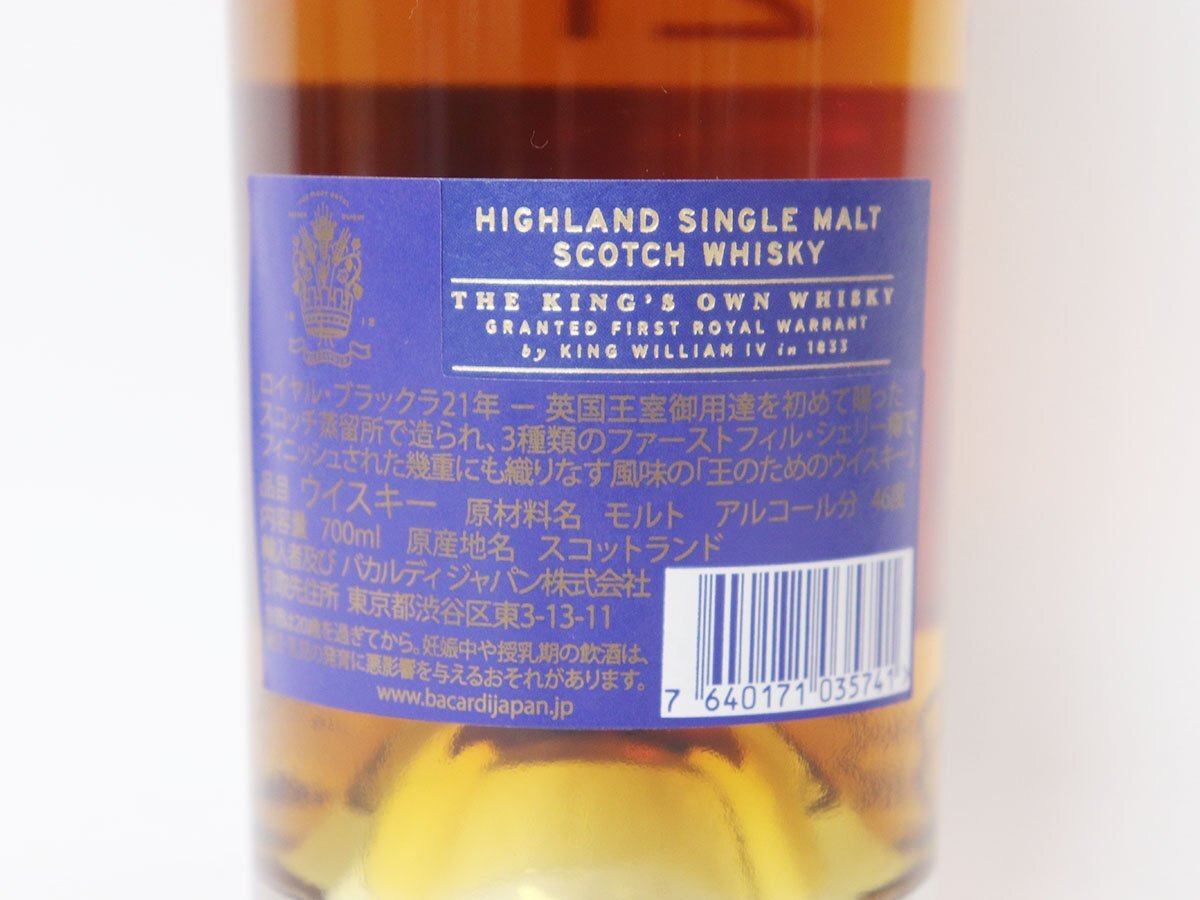 HIGHLAND SINGLE MALT
SCOTCH WHISKY
THE KING'S OWN WHISKY
GRANTED FIRST ROYAL WARRANT
by KING WILLIAM IV in 1833
ロイヤル・ブラックラ21年 ー 英国王室御用達を初めて賜った
スコッチ蒸留所で造られ、3種類のファーストフィル・シェリー樽で
フィニッシュされた幾重にも織りなす風味の「王のためのウイスキー」
品目 ウイスキー 原材料名 モルト アルコール分 46度
内容量 700ml 原産地名 スコットランド
輸入者及び バカルディジャパン株式会社
引取先住所 東京都渋谷区東3-13-11
は20歳を過ぎてから。妊娠中や授乳期の飲酒は、
の発育に悪影響を与えるおそれがあります。
www.bacardijapan.jp
7 640171 035741